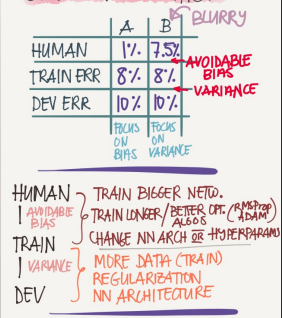 BLURRY
A B
HUMAN 1% 7.5%
AVOIDABLE
BIAS
TRAIN ERR 8% 8%
VARIANCE
DEV ERR 10% 10%
FOCUS ON BIAS
FOCUS ON VARIANCE
HUMAN
AVOIDABLE
BIAS
TRAIN
VARIANCE
DEV
TRAIN BIGGER NETW.
TRAIN LONGER/BETTER OPT. ALGOS (RMSProp ADAM)
CHANGE NN ARCH OR HYPERPARAMS
MORE DATA (TRAIN)
REGULARIZATION
NN ARCHITECTURE